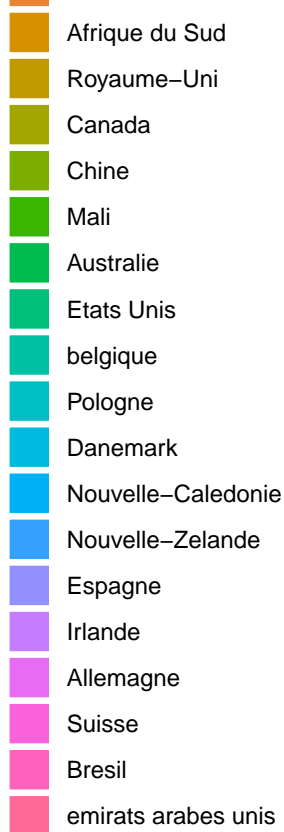 Afrique du Sud
Royaume−Uni
Canada
Chine
Mali
Australie
Etats Unis
belgique
Pologne
Danemark
Nouvelle−Caledonie
Nouvelle−Zelande
Espagne
Irlande
Allemagne
Suisse
Bresil
emirats arabes unis